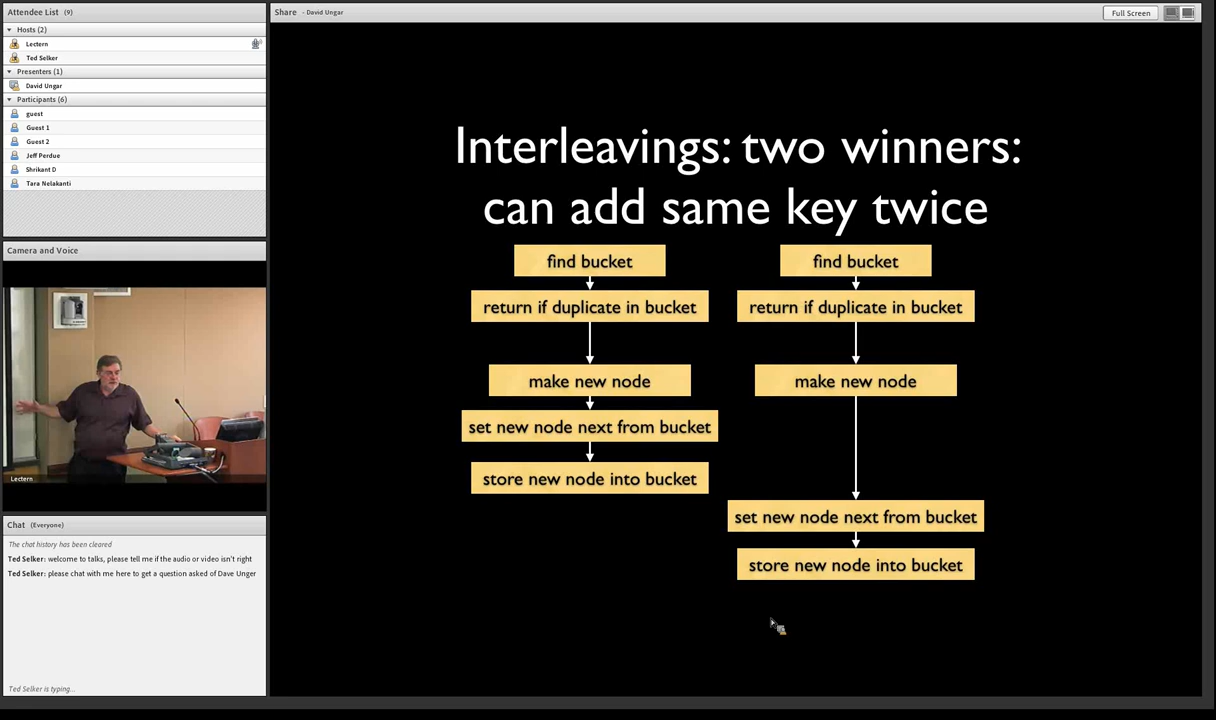 Attendee List (9)
Hosts (2)
Lectern
Ted Selker
Presenters (1)
David Ungar
Participants (6)
guest
Guest 1
Guest 2
Jeff Perdue
Shrikant D
Tara Nelakanti
Camera and Voice
Lectern
Chat (Everyone)
The chat history has been cleared
Ted Selker: welcome to talks, please tell me if the audio or video isn't right
Ted Selker: please chat with me here to get a question asked of Dave Unger
Ted Selker is typing...
Share - David Ungar
Full Screen
Interleavings: two winners:
can add same key twice
find bucket
return if duplicate in bucket
make new node
set new node next from bucket
store new node into bucket
find bucket
return if duplicate in bucket
make new node
set new node next from bucket
store new node into bucket